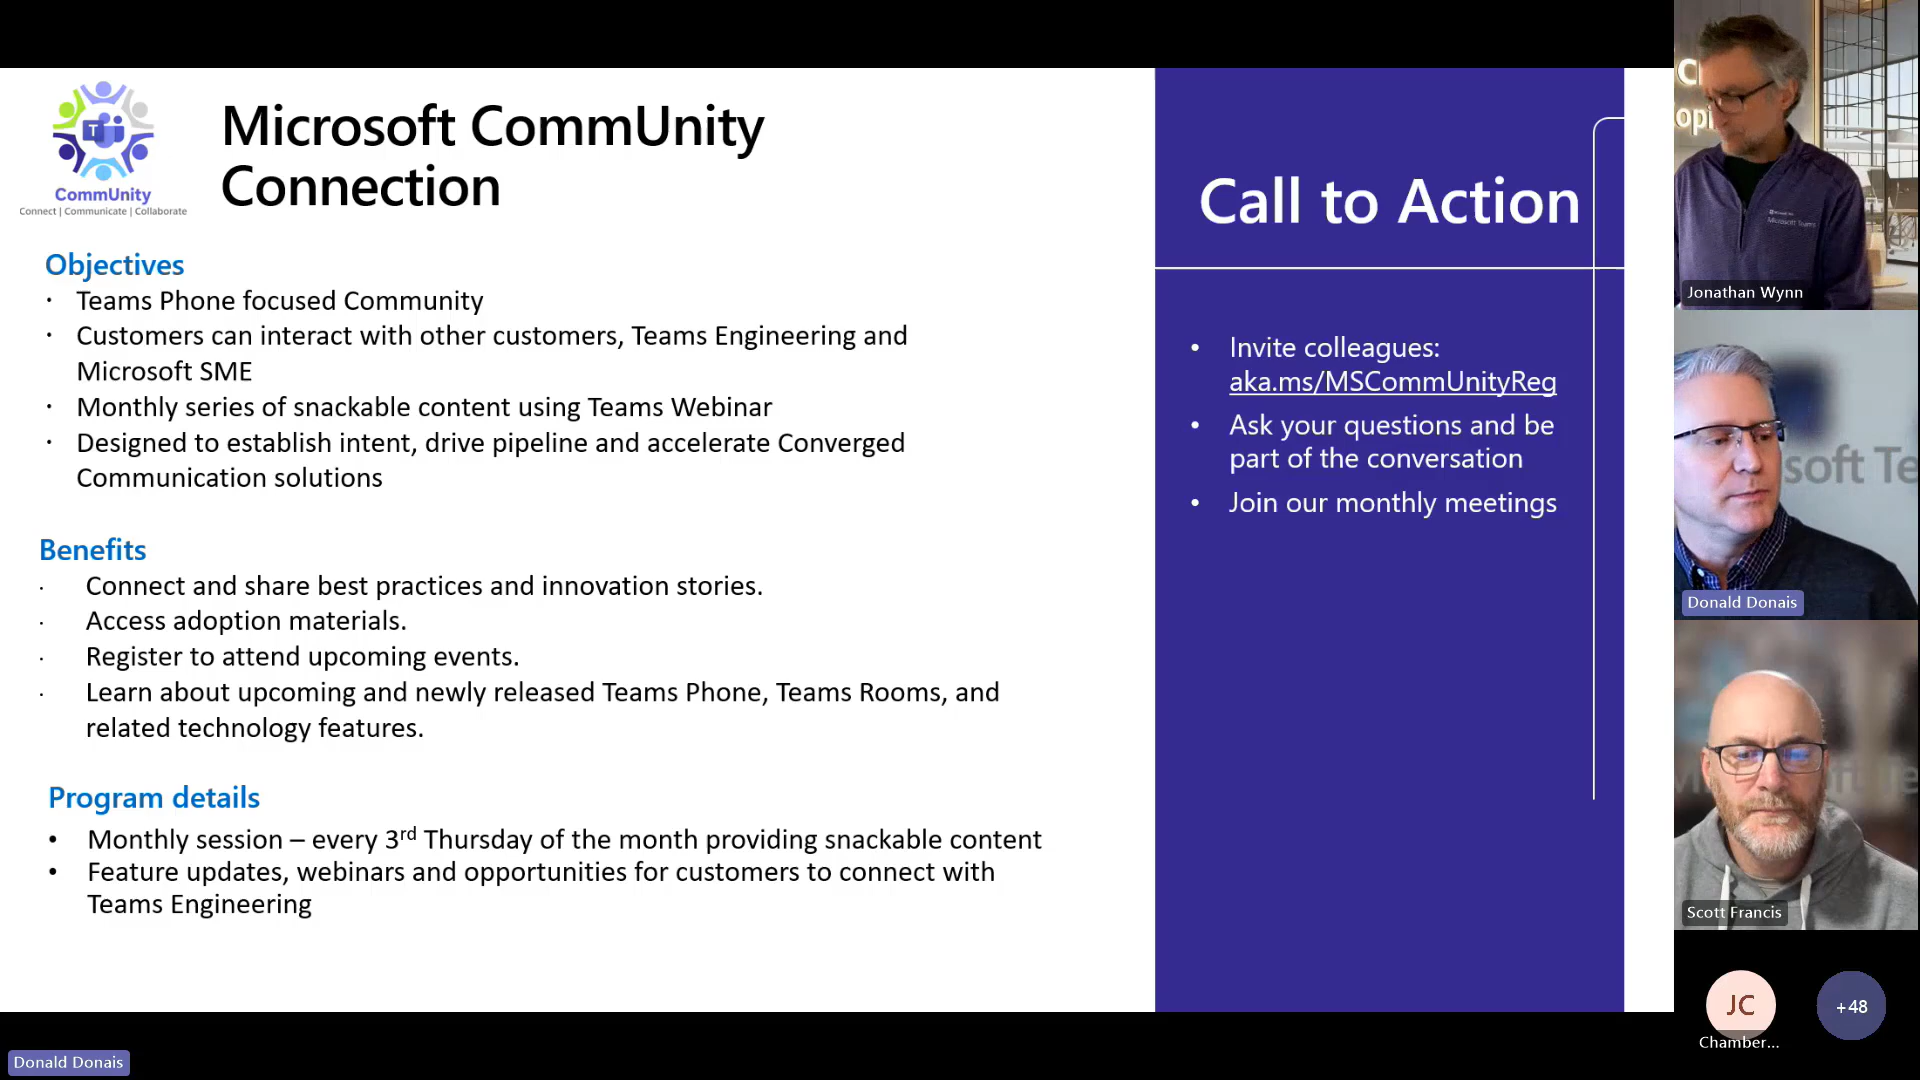 CommUnity
Connect | Communicate | Collaborate
Microsoft CommUnity
Connection
Objectives
· Teams Phone focused Community
· Customers can interact with other customers, Teams Engineering and
Microsoft SME
· Monthly series of snackable content using Teams Webinar
· Designed to establish intent, drive pipeline and accelerate Converged
Communication solutions
Benefits
· Connect and share best practices and innovation stories.
· Access adoption materials.
· Register to attend upcoming events.
· Learn about upcoming and newly released Teams Phone, Teams Rooms, and
related technology features.
Program details
• Monthly session – every 3rd Thursday of the month providing snackable content
• Feature updates, webinars and opportunities for customers to connect with
Teams Engineering
Call to Action
• Invite colleagues:
aka.ms/MSCommUnityReg
• Ask your questions and be
part of the conversation
• Join our monthly meetings
Microsoft Teams
Jonathan Wynn
soft Te
Donald Donais
Scott Francis
JC
Chamber...
+48
Donald Donais